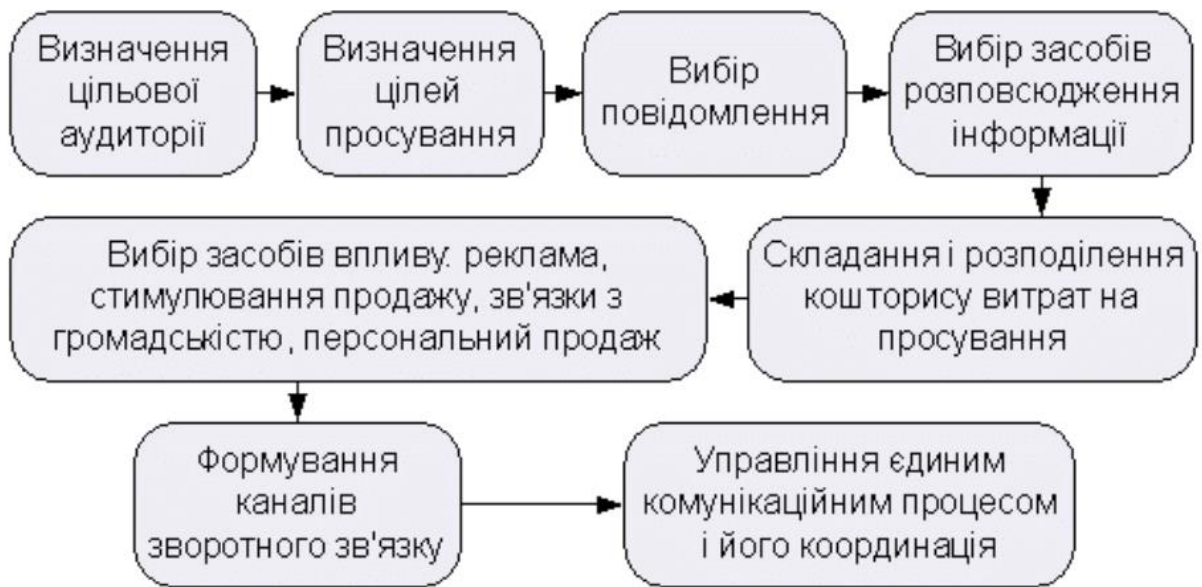 Визначення
цільової
аудиторії
Визначення
цілей
просування
Вибір
повідомлення
Вибір засобів
розповсюдження
інформації
Складання і розподілення
кошторису витрат на
просування
Вибір засобів впливу: реклама,
стимулювання продажу, зв'язки з
громадськістю, персональний продаж
Формування
каналів
зворотного зв'язку
Управління єдиним
комунікаційним процесом
і його координація